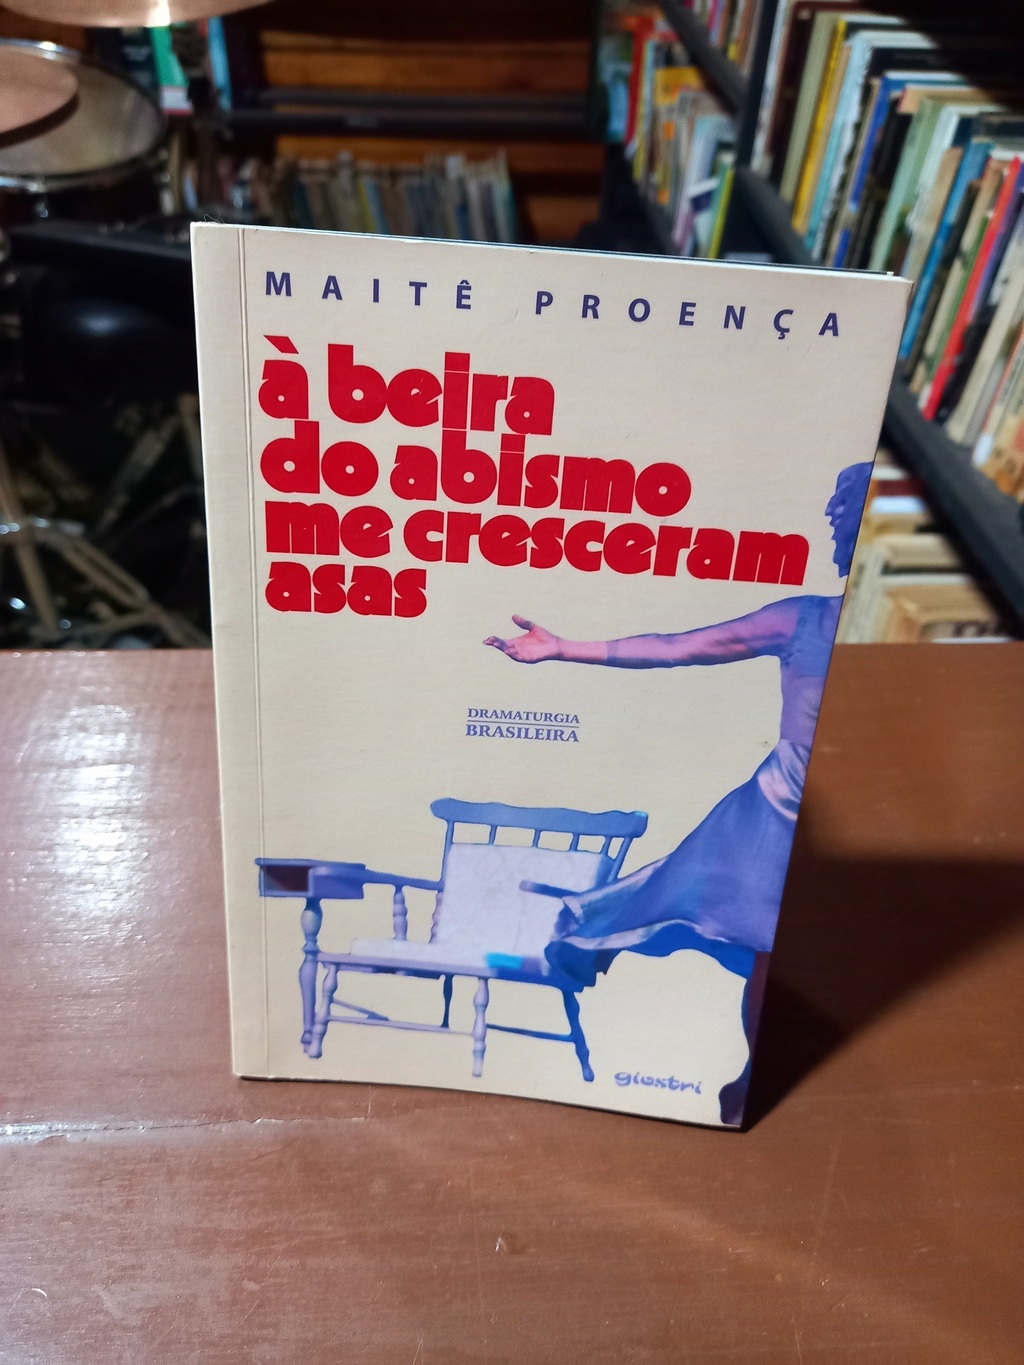 MAITÊ PROENÇA
à beira
do abismo
me cresceram
asas
DRAMATURGIA
BRASILEIRA
giostri